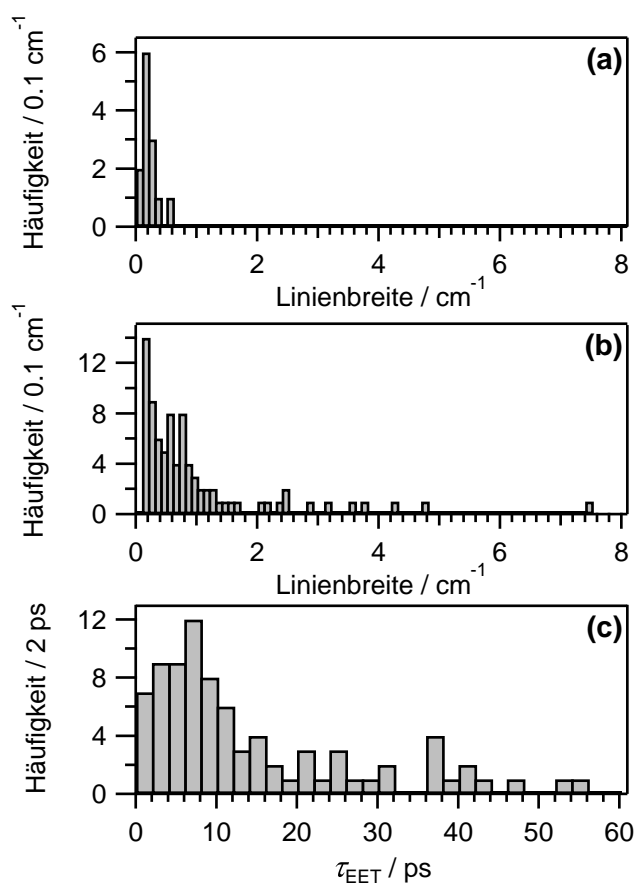 (a)
6
4
2
0
Häufigkeit / 0.1 cm⁻¹
0 2 4 6 8
Linienbreite / cm⁻¹
(b)
12
8
4
0
Häufigkeit / 0.1 cm⁻¹
0 2 4 6 8
Linienbreite / cm⁻¹
(c)
12
8
4
0
Häufigkeit / 2 ps
0 10 20 30 40 50 60
τEET / ps